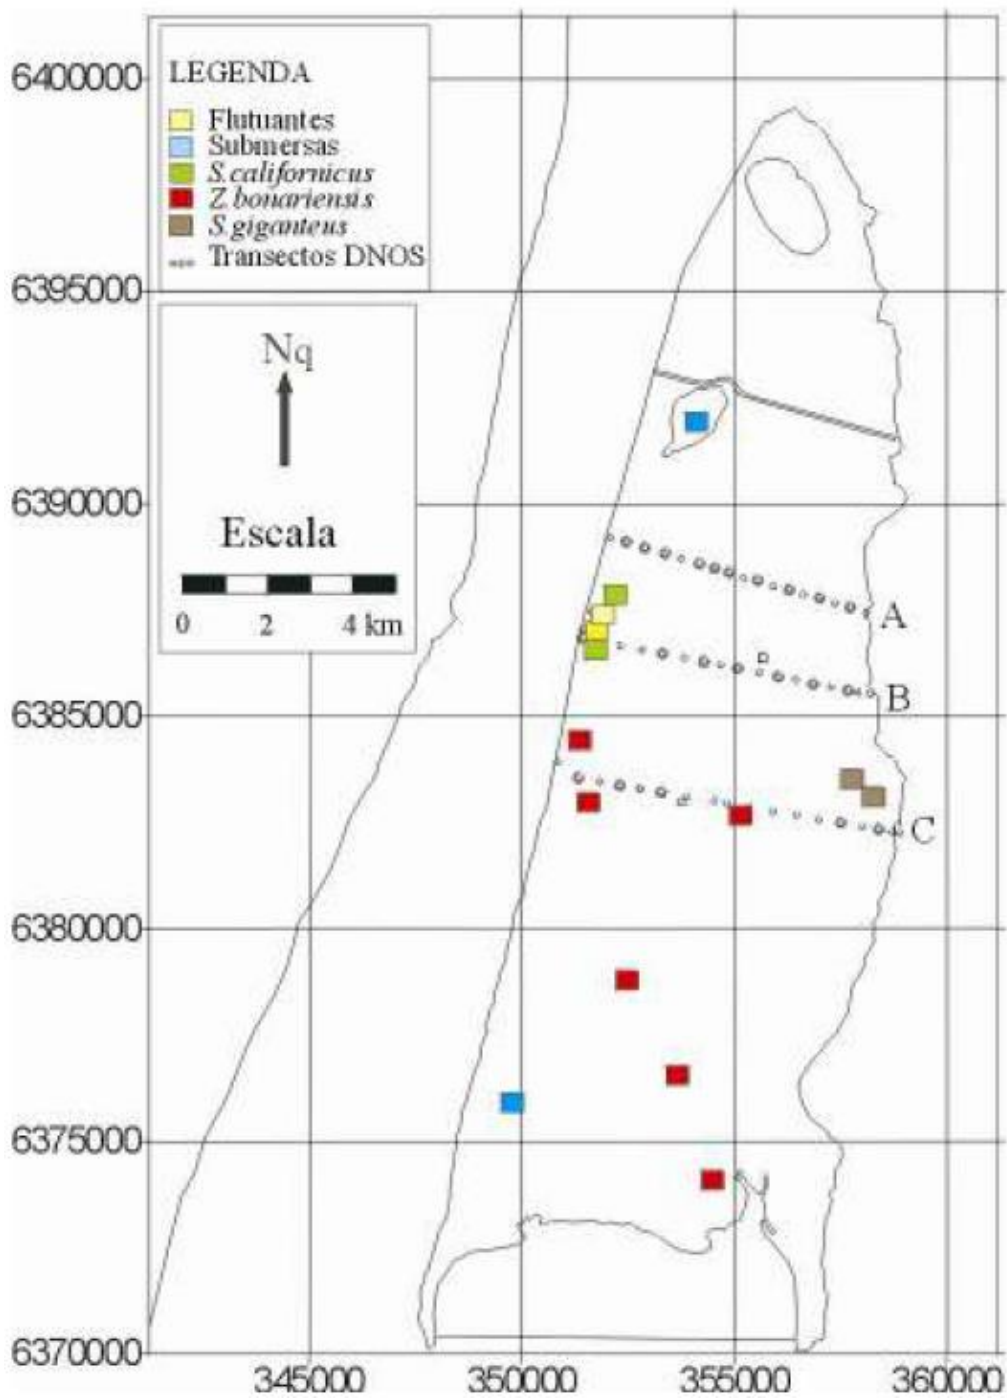 6400000
LEGENDA
Flutuantes
Submersas
S.californicus
Z.bonariensis
S.giganteus
Transectos DNOS
6395000
Nq
Escala
0 2 4 km
6390000
A
B
6385000
C
6380000
6375000
6370000
345000 350000 355000 360000